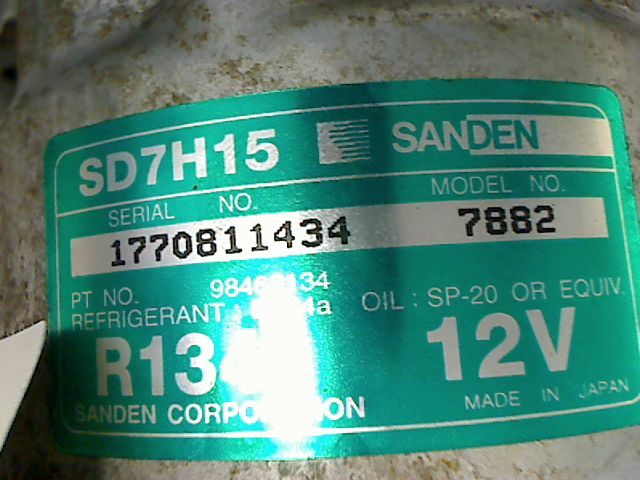 SD7H15 SANDEN
SERIAL NO. MODEL NO.
1770811434 7882
PT NO.
REFRIGERANT : OIL : SP-20 OR EQUIV.
12V
SANDEN MADE IN JAPAN